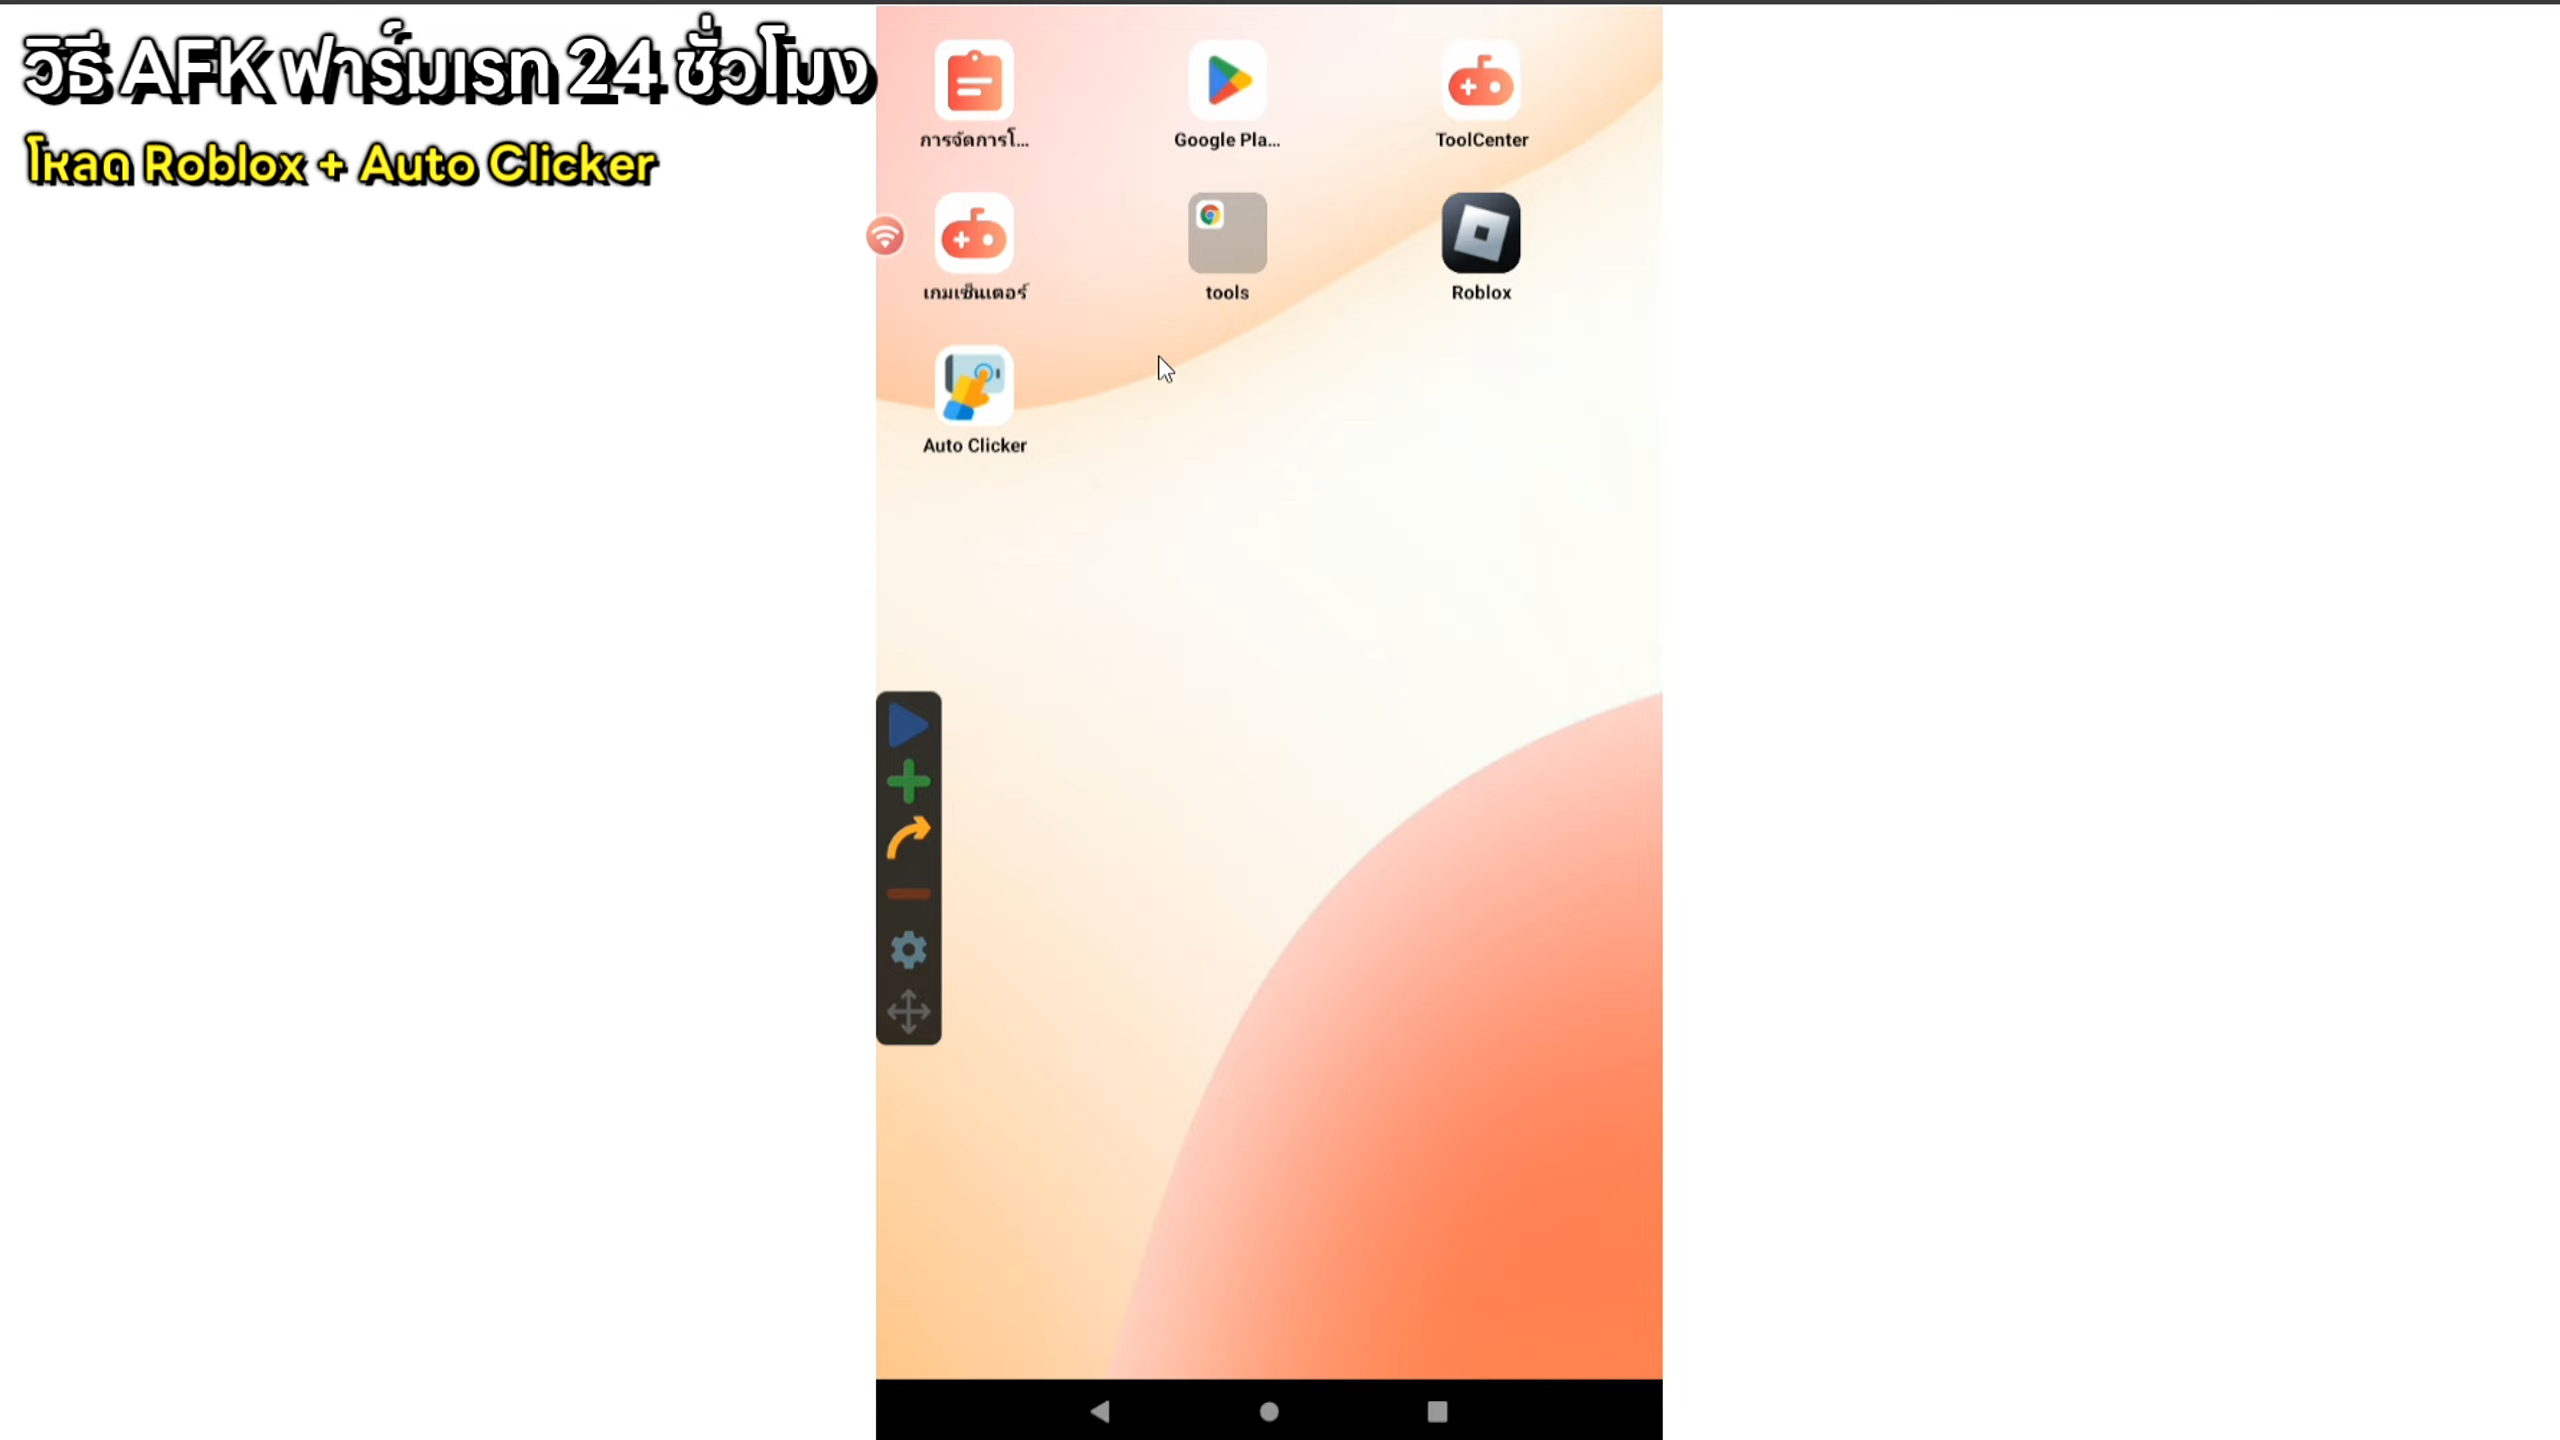 วิธี AFK ฟาร์มเรท 24 ชั่วโมง
โหลด Roblox + Auto Clicker
การจัดการโ...
Google Pla...
ToolCenter
เกมเซ็นเตอร์
tools
Roblox
Auto Clicker